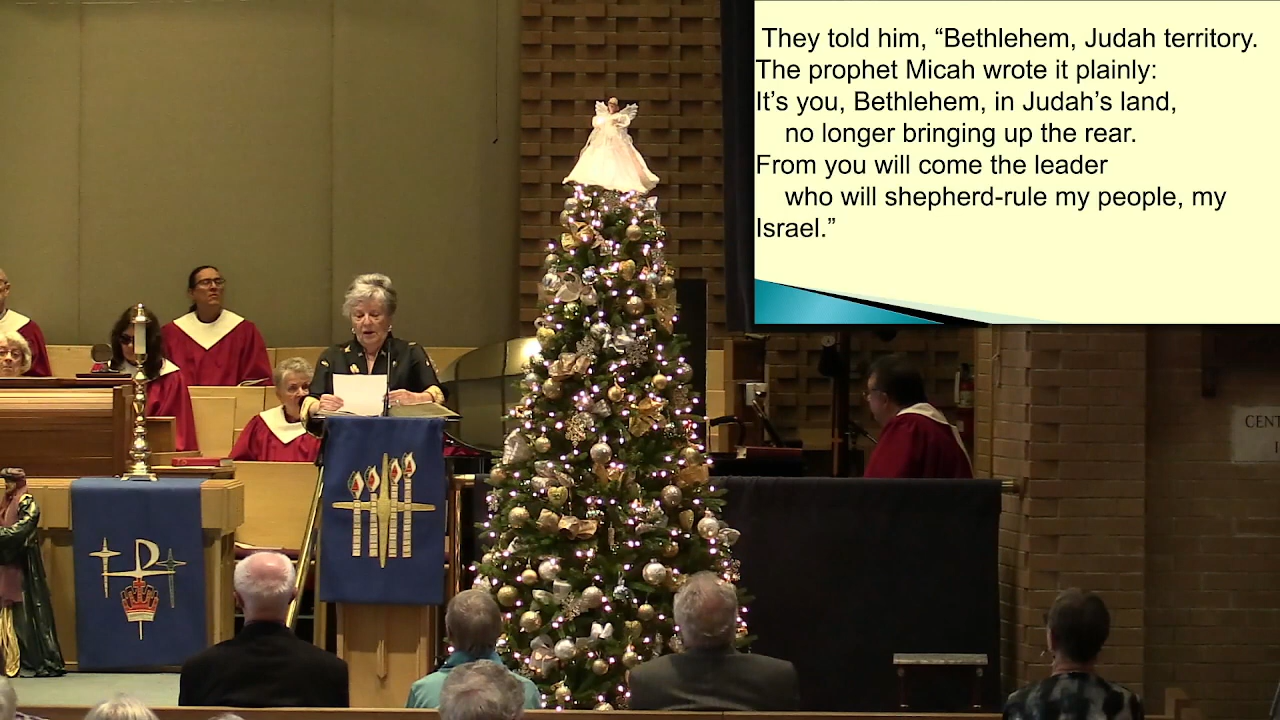 They told him, “Bethlehem, Judah territory.
The prophet Micah wrote it plainly:
It’s you, Bethlehem, in Judah’s land,
no longer bringing up the rear.
From you will come the leader
who will shepherd-rule my people, my
Israel.”
CENT